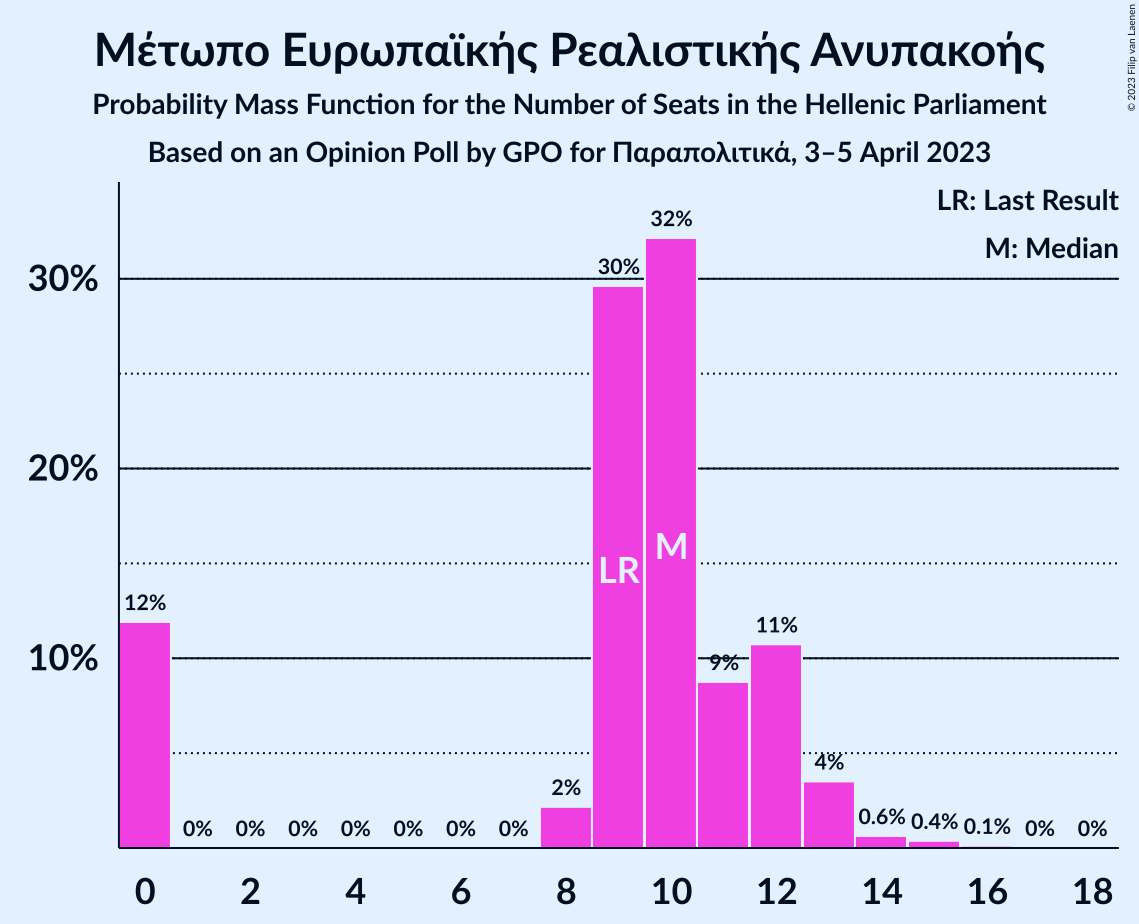 Μέτωπο Ευρωπαϊκής Ρεαλιστικής Ανυπακοής
Probability Mass Function for the Number of Seats in the Hellenic Parliament
Based on an Opinion Poll by GPO for Παραπολιτικά, 3–5 April 2023
© 2023 Filip van Laenen
LR: Last Result
M: Median
30%
20%
10%
12%
0%
0%
0%
0%
0%
0%
0%
2%
30%
32%
9%
11%
4%
0.6%
0.4%
0.1%
0%
0%
LR
M
0 2 4 6 8 10 12 14 16 18